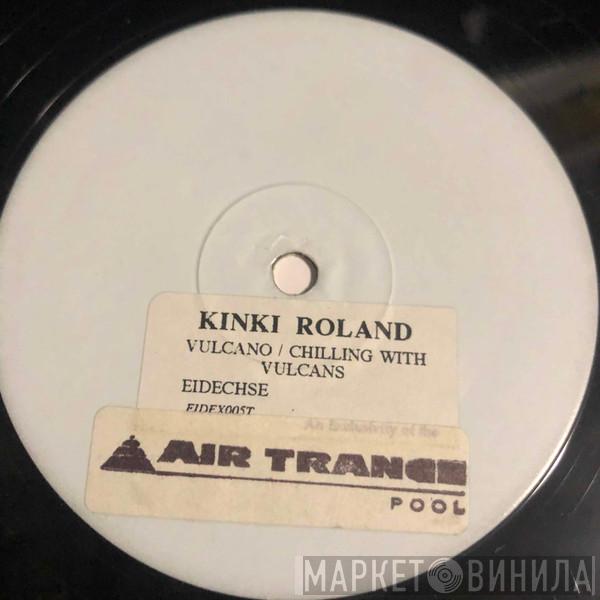 KINKI ROLAND
VULCANO / CHILLING WITH
VULCANS
EIDECHSE
EIDEX005T
An Exclusivity of the
AIR TRANCE
POOL
МАРКЕТ ВИНИЛА